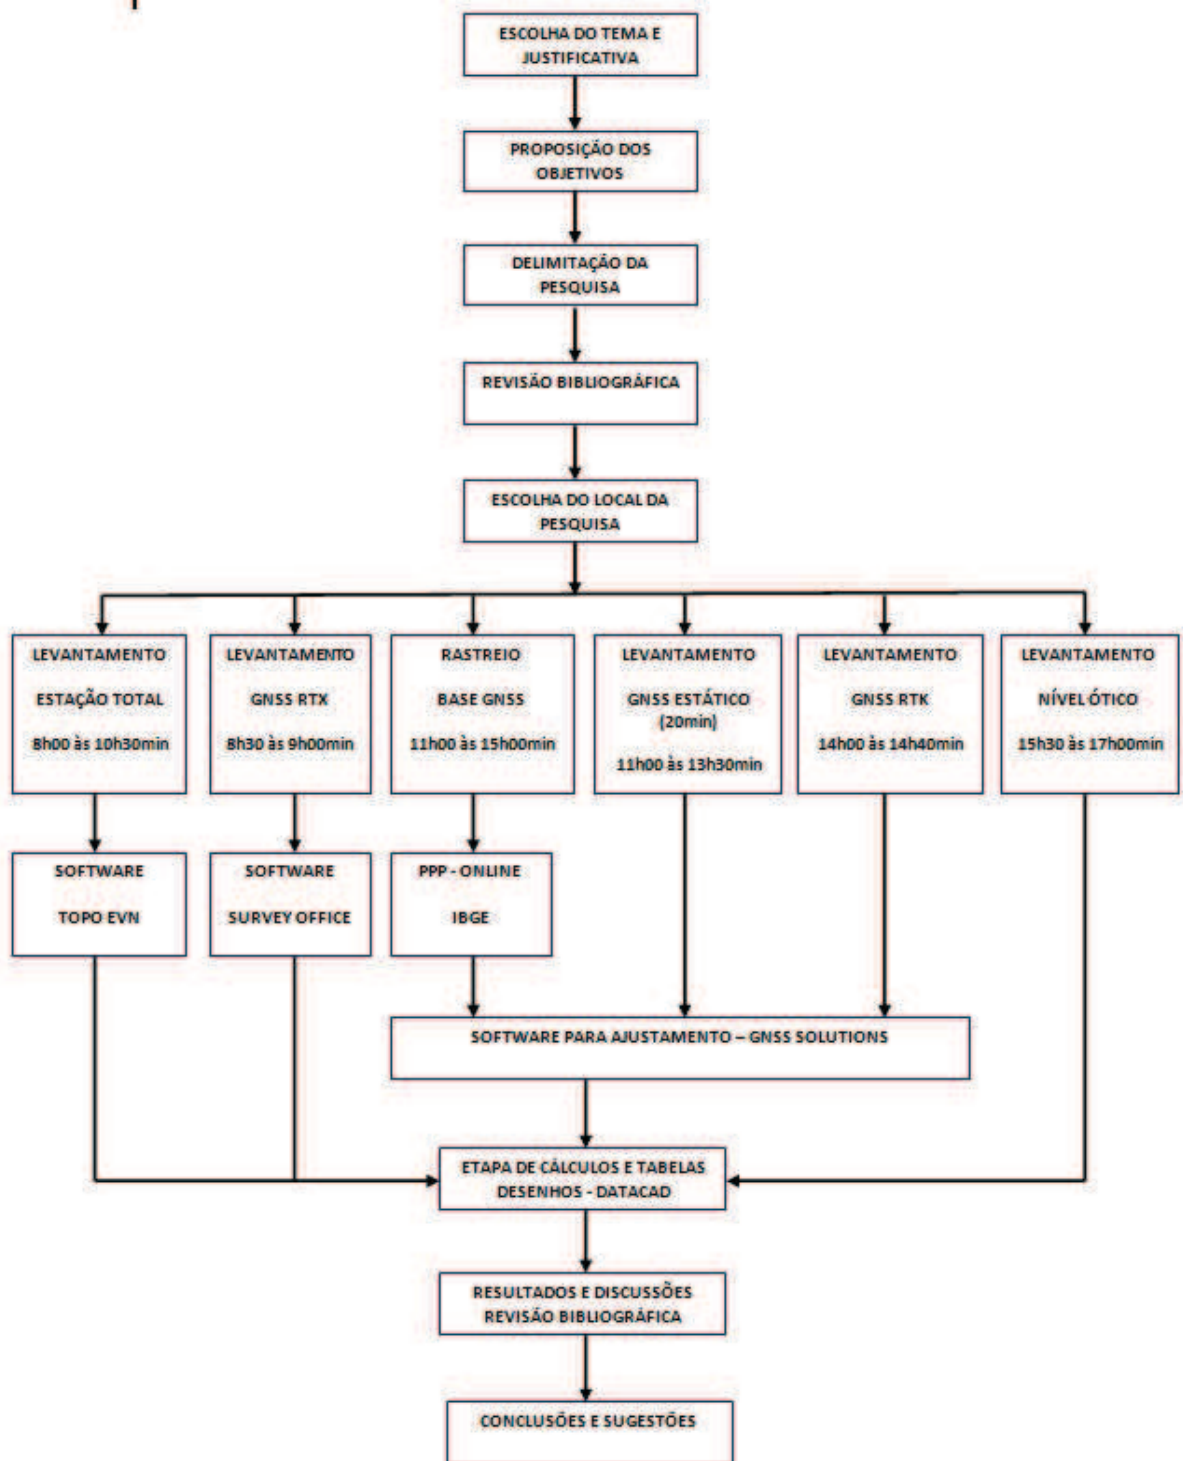 ESCOLHA DO TEMA E
JUSTIFICATIVA
PROPOSIÇÃO DOS
OBJETIVOS
DELIMITAÇÃO DA
PESQUISA
REVISÃO BIBLIOGRÁFICA
ESCOLHA DO LOCAL DA
PESQUISA
LEVANTAMENTO
ESTAÇÃO TOTAL
8h00 às 10h30min
LEVANTAMENTO
GNSS RTX
8h30 às 9h00min
RASTREIO
BASE GNSS
11h00 às 15h00min
LEVANTAMENTO
GNSS ESTÁTICO
(20min)
11h00 às 13h30min
LEVANTAMENTO
GNSS RTK
14h00 às 14h40min
LEVANTAMENTO
NÍVEL ÓTICO
15h30 às 17h00min
SOFTWARE
TOPO EVN
SOFTWARE
SURVEY OFFICE
PPP - ONLINE
IBGE
SOFTWARE PARA AJUSTAMENTO – GNSS SOLUTIONS
ETAPA DE CÁLCULOS E TABELAS
DESENHOS - DATACAD
RESULTADOS E DISCUSSÕES
REVISÃO BIBLIOGRÁFICA
CONCLUSÕES E SUGESTÕES